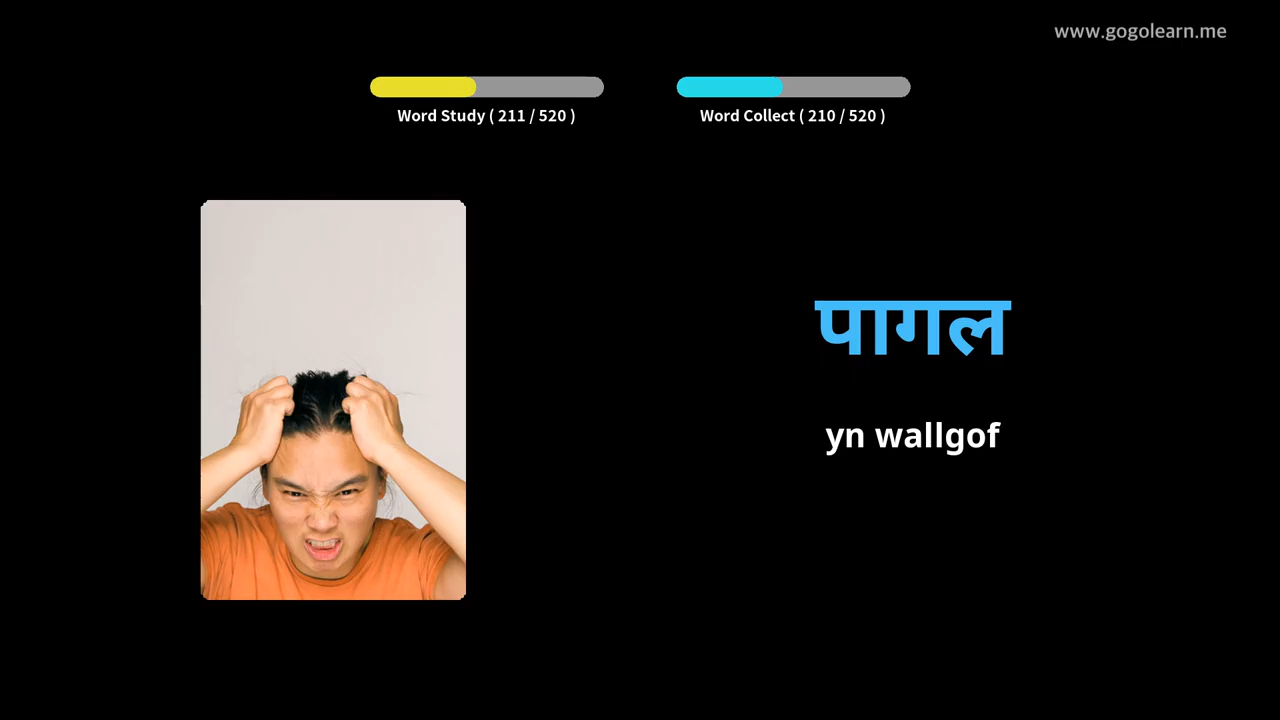 www.gogolearn.me
Word Study ( 211 / 520 )
Word Collect ( 210 / 520 )
पागल
yn wallgof